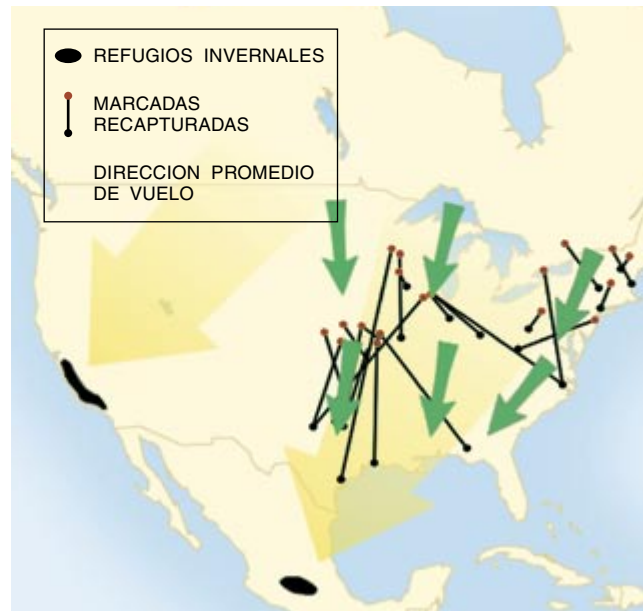 REFUGIOS INVERNALES
MARCADAS
RECAPTURADAS
DIRECCION PROMEDIO
DE VUELO